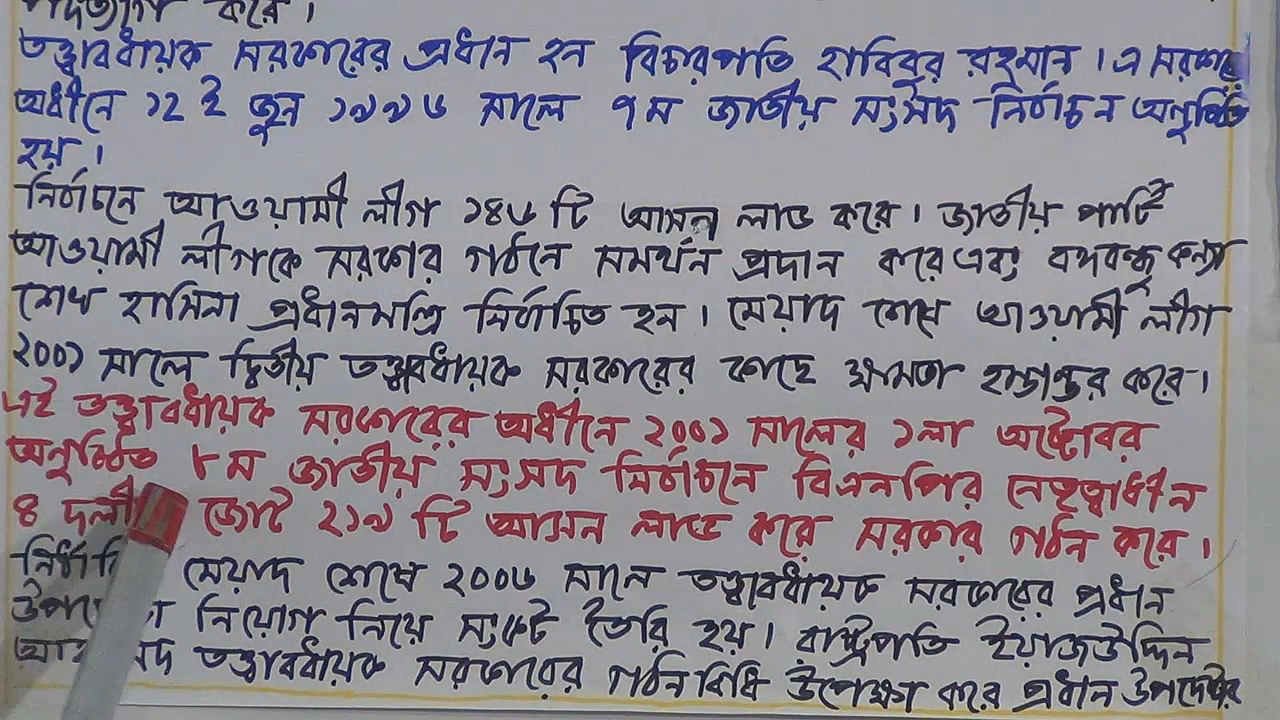 পদত্যাগ করে।
তত্ত্বাবধায়ক সরকারের প্রধান হন বিচারপতি হাবিবুর রহমান। এ সরকার
অধীনে ১২ ই জুন ১৯৯৬ সালে ৭ম জাতীয় সংসদ নির্বাচন অনুষ্ঠিত
হয়।
নির্বাচনে আওয়ামী লীগ ১৪৬ টি আসন লাভ করে। জাতীয় পার্টি
আওয়ামী লীগকে সরকার গঠনে সমর্থন প্রদান করে এবং বঙ্গবন্ধু কন্যা
শেখ হাসিনা প্রধানমন্ত্রি নির্বাচিত হন। মেয়াদ শেষে আওয়ামী লীগ
২০০১ সালে দ্বিতীয় তত্ত্বাবধায়ক সরকারের কাছে ক্ষমতা হস্তান্তর করে।
এই তত্ত্বাবধায়ক সরকারের অধীনে ২০০১ সালের ১লা অক্টোবর
অনুষ্ঠিত ৮ম জাতীয় সংসদ নির্বাচনে বিএনপির নেতৃত্বাধীন
৪ জোট ২১৯ টি আসন লাভ করে সরকার গঠন করে।
মেয়াদ শেষে ২০০৬ সালে তত্ত্বাবধায়ক সরকারের প্রধান
নিয়োগ নিয়ে সংকট তৈরি হয়। রাষ্ট্রপতি ইয়াজউদ্দিন
তত্ত্বাবধায়ক সরকারের গঠনবিধি উপেক্ষা করে প্রধান উপদেষ্টার